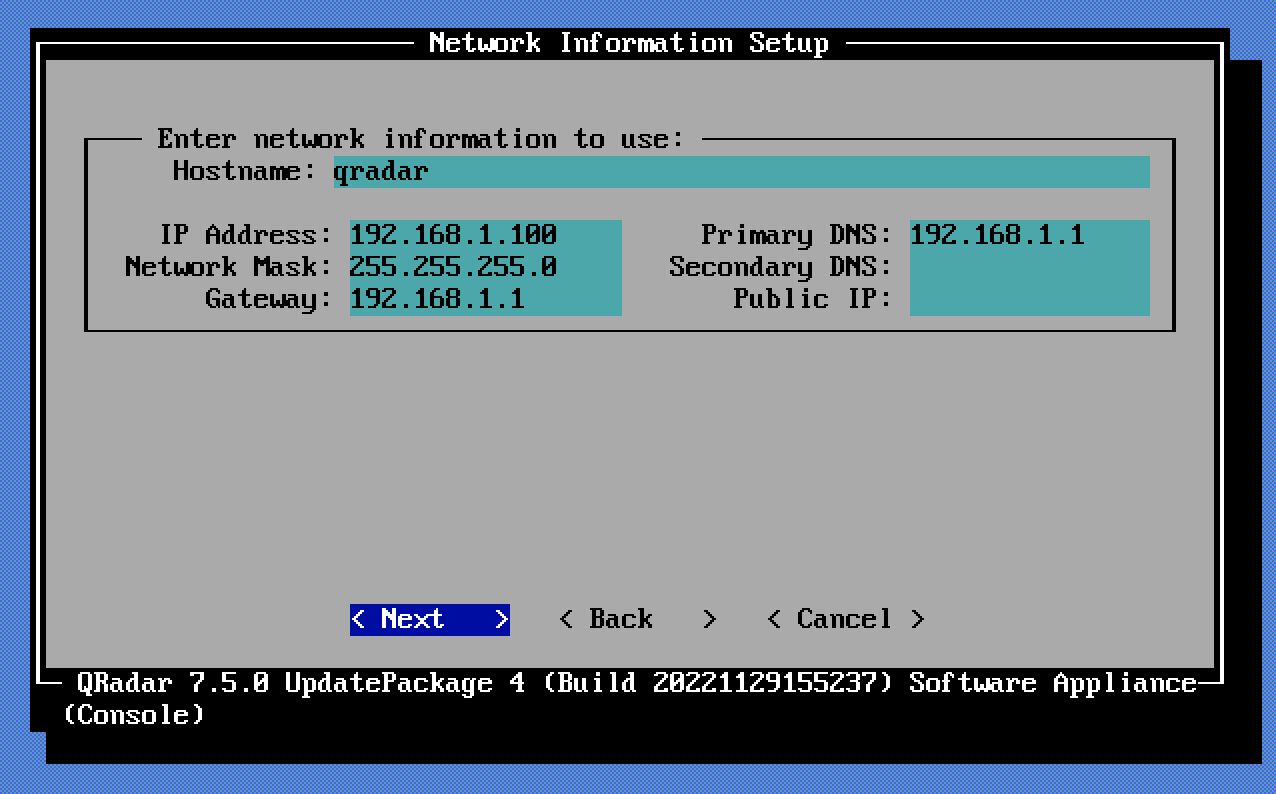 Network Information Setup
Enter network information to use:
Hostname: qradar
IP Address: 192.168.1.100 Primary DNS: 192.168.1.1
Network Mask: 255.255.255.0 Secondary DNS:
Gateway: 192.168.1.1 Public IP:
< Next > < Back > < Cancel >
QRadar 7.5.0 UpdatePackage 4 (Build 20221129155237) Software Appliance
(Console)